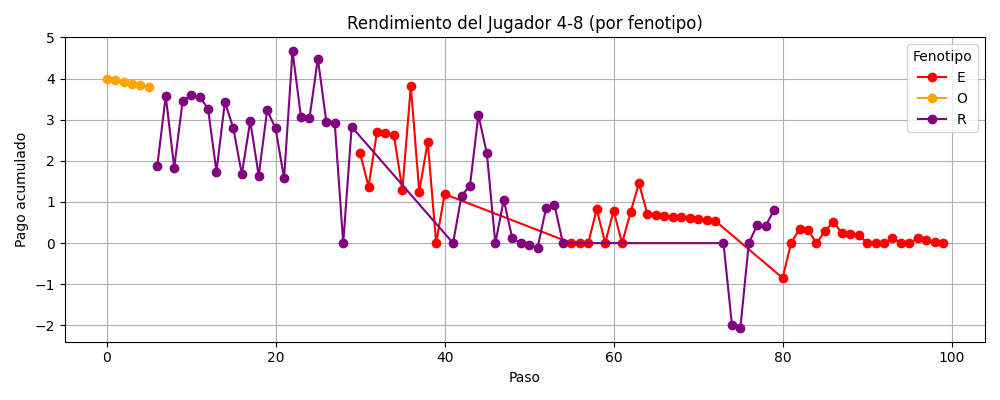 Rendimiento del Jugador 4-8 (por fenotipo)
Pago acumulado
5
4
3
2
1
0
−1
−2
0
20
40
60
80
100
Paso
Fenotipo
E
O
R